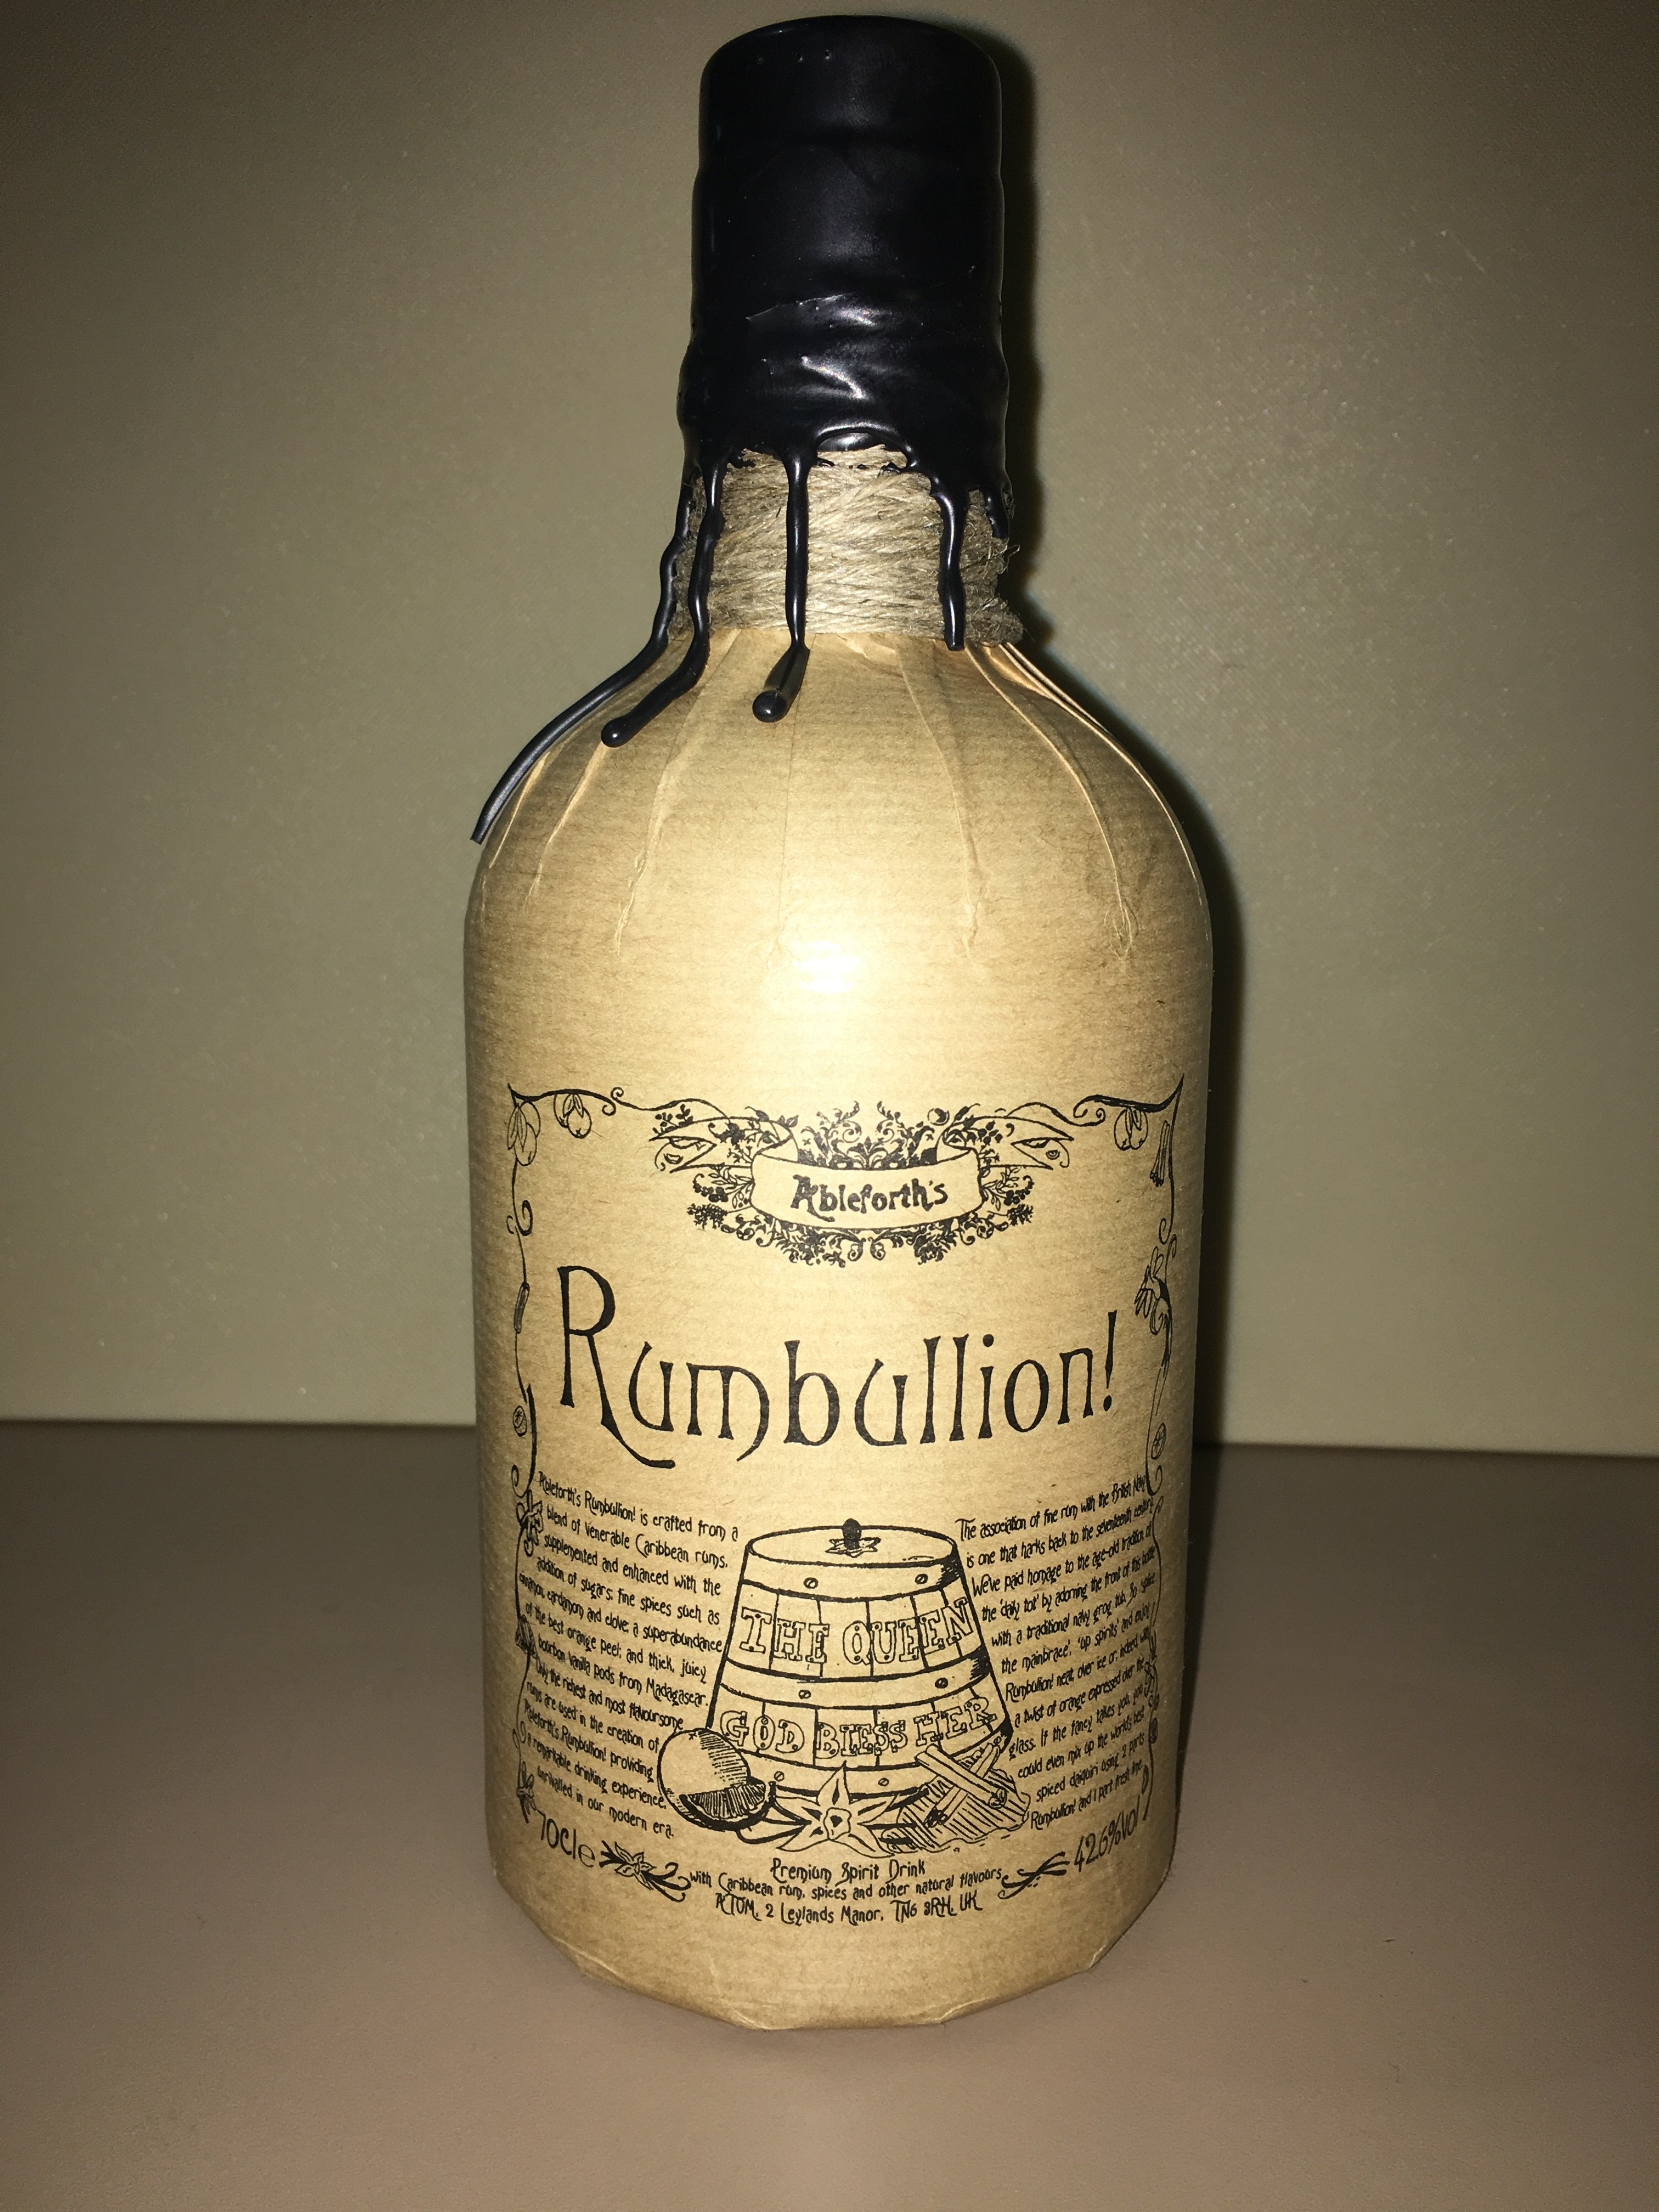 Ableforth's
Rumbullion!
Ableforth's Rumbullion! is crafted from a
blend of venerable Caribbean rums,
supplemented and enhanced with the
addition of sugars, fine spices such as
cinnamon, cardamom and clove, a superabundance
of the best orange peel; and thick, juicy
bourbon vanilla pods from Madagascar.
Only the richest and most flavoursome
rums are used in the creation of
Ableforth's Rumbullion! providing
a remarkable drinking experience,
unrivalled in our modern era.
THE QUEEN
GOD BLESS HER
The association of fine rum with the British Navy
is one that harks back to the seventeenth century.
We've paid homage to the age-old tradition of
the 'daily tot' by adorning the front of this bottle
with a traditional navy grog tub. So 'splice
the mainbrace', 'up spirits' and enjoy
Rumbullion! neat, over ice or, indeed with
a twist of orange expressed over the
glass. If the fancy takes you, you
could even mix up the world's best
spiced daiquiri using 2 parts
Rumbullion! and 1 part fresh lime.
70cl e
42.6%vol
Premium Spirit Drink
with Caribbean rum, spices and other natural flavours
ATOM, 2 Leylands Manor, TN6 3RH, UK